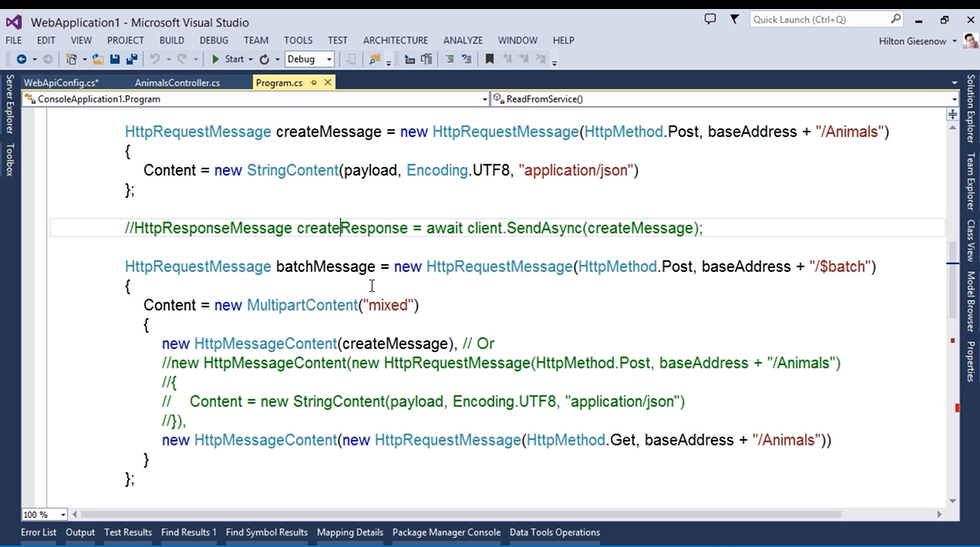 WebApplication1 - Microsoft Visual Studio
Quick Launch (Ctrl+Q)
FILE EDIT VIEW PROJECT BUILD DEBUG TEAM TOOLS TEST ARCHITECTURE ANALYZE WINDOW HELP
Hilton Giesenow
Start
Debug
WebApiConfig.cs* AnimalsController.cs Program.cs
ConsoleApplication1.Program ReadFromService()
Server Explorer
Toolbox
HttpRequestMessage createMessage = new HttpRequestMessage(HttpMethod.Post, baseAddress + "/Animals")
{
Content = new StringContent(payload, Encoding.UTF8, "application/json")
};
//HttpResponseMessage createResponse = await client.SendAsync(createMessage);
HttpRequestMessage batchMessage = new HttpRequestMessage(HttpMethod.Post, baseAddress + "/$batch")
{
Content = new MultipartContent("mixed")
{
new HttpMessageContent(createMessage), // Or
//new HttpMessageContent(new HttpRequestMessage(HttpMethod.Post, baseAddress + "/Animals")
//{
// Content = new StringContent(payload, Encoding.UTF8, "application/json")
//}),
new HttpMessageContent(new HttpRequestMessage(HttpMethod.Get, baseAddress + "/Animals"))
}
};
Solution Explorer
Team Explorer
Class View
Model Browser
Properties
100 %
Error List Output Test Results Find Results 1 Find Symbol Results Mapping Details Package Manager Console Data Tools Operations